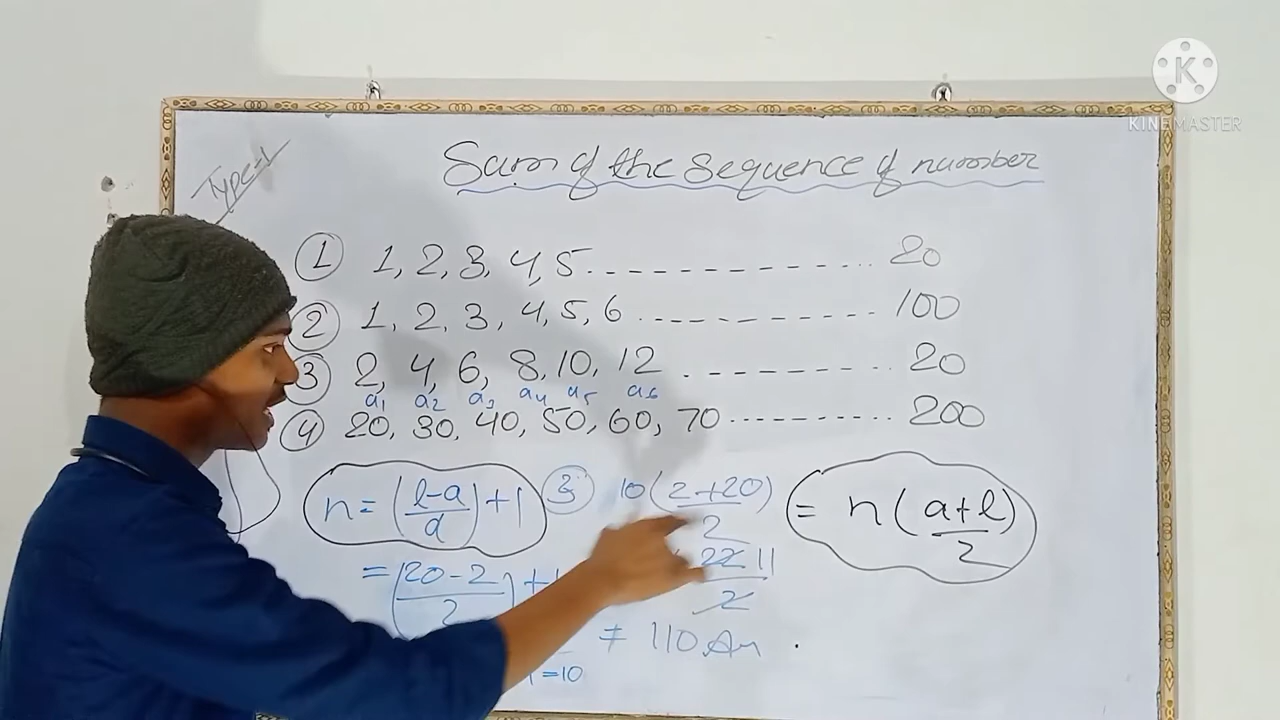 K
KINEMASTER
Type-1
Sum of the sequence of number
① 1, 2, 3, 4, 5 - - - - - - - - - - 20
② 1, 2, 3, 4, 5, 6 - - - - - - - - - - 100
③ 2, 4, 6, 8, 10, 12 - - - - - - - - - 20
a₁ a₂ a₃ a₄ a₅ a₆
④ 20, 30, 40, 50, 60, 70 - - - - - - - - - 200
n = (l-a/d) + 1
③ 10(2+20)/2
= n(a+l/2)
= (20-2/2) +
22 11
2
= 110 An
=10